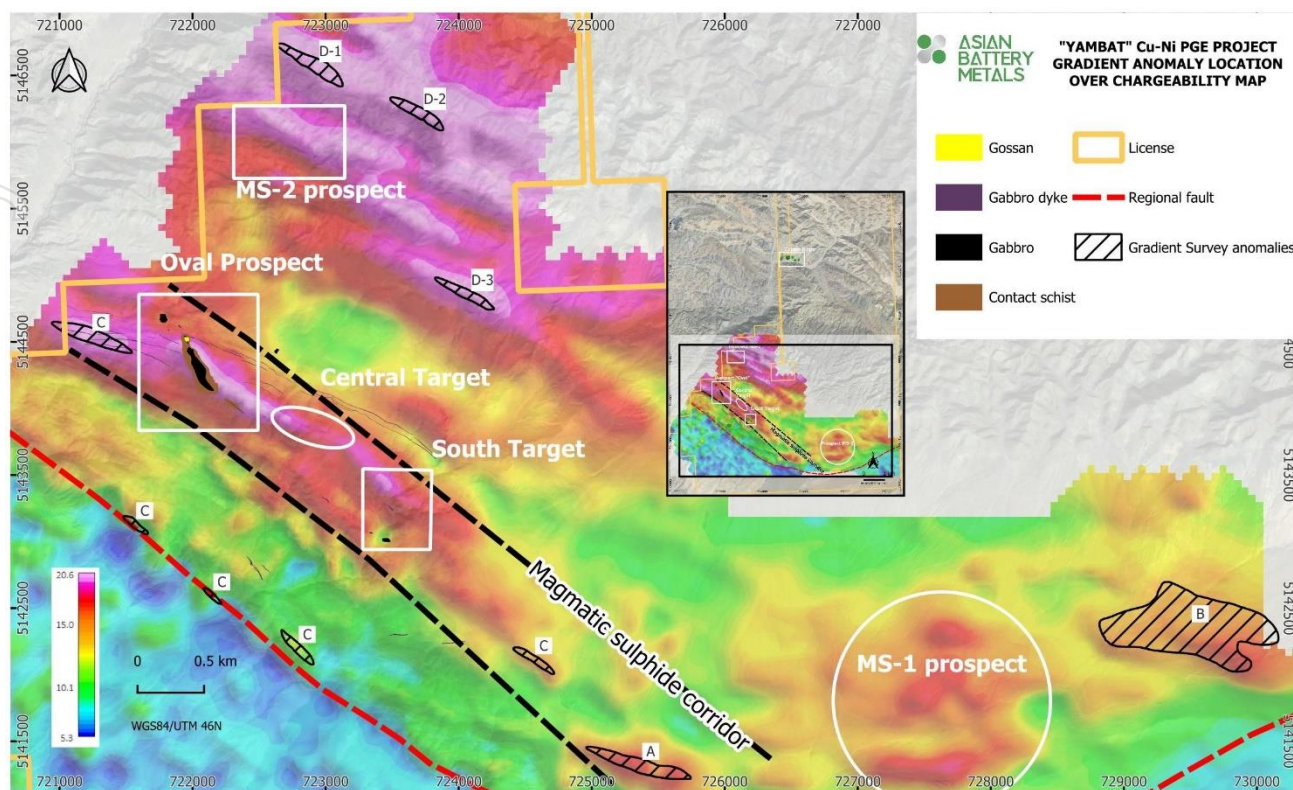 721000
722000
723000
724000
725000
726000
727000
ASIAN
BATTERY
METALS
"YAMBAT" Cu-Ni PGE PROJECT
GRADIENT ANOMALY LOCATION
OVER CHARGEABILITY MAP
Gossan
License
Gabbro dyke
Regional fault
Gabbro
Gradient Survey anomalies
Contact schist
5146500
D-1
D-2
MS-2 prospect
5145500
Oval Prospect
D-3
C
5144500
4500
Central Target
South Target
5143500
5143500
C
C
C
C
Magmatic sulphide corridor
MS-1 prospect
B
5142500
5142500
20.6
15.0
10.1
5.3
0
0.5 km
WGS84/UTM 46N
A
5141500
5141500
721000
722000
723000
724000
725000
726000
727000
728000
729000
730000